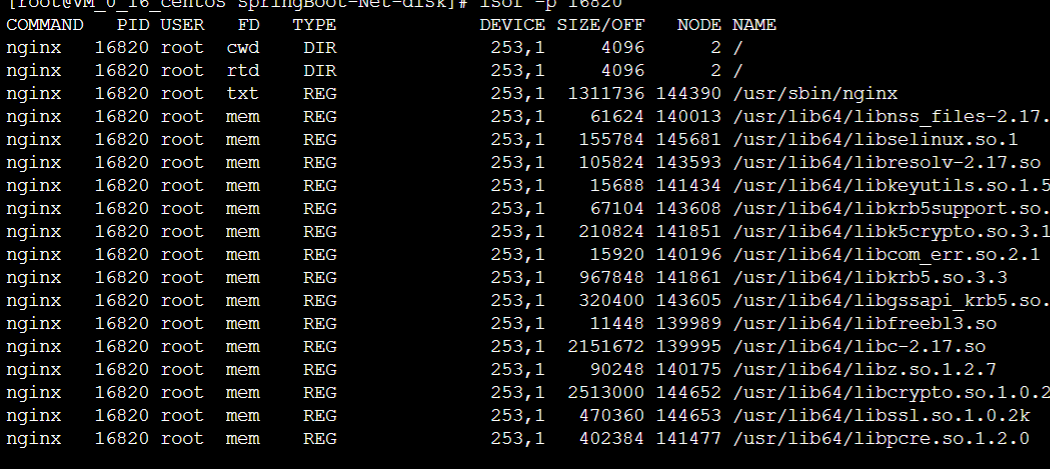 [root@VM_0_16_centos springBoot-Net-disk]# lsof -p 16820
COMMAND   PID USER   FD   TYPE             DEVICE SIZE/OFF   NODE NAME
nginx   16820 root  cwd    DIR              253,1     4096      2 /
nginx   16820 root  rtd    DIR              253,1     4096      2 /
nginx   16820 root  txt    REG              253,1  1311736 144390 /usr/sbin/nginx
nginx   16820 root  mem    REG              253,1    61624 140013 /usr/lib64/libnss_files-2.17.
nginx   16820 root  mem    REG              253,1   155784 145681 /usr/lib64/libselinux.so.1
nginx   16820 root  mem    REG              253,1   105824 143593 /usr/lib64/libresolv-2.17.so
nginx   16820 root  mem    REG              253,1    15688 141434 /usr/lib64/libkeyutils.so.1.5
nginx   16820 root  mem    REG              253,1    67104 143608 /usr/lib64/libkrb5support.so.
nginx   16820 root  mem    REG              253,1   210824 141851 /usr/lib64/libk5crypto.so.3.1
nginx   16820 root  mem    REG              253,1    15920 140196 /usr/lib64/libcom_err.so.2.1
nginx   16820 root  mem    REG              253,1   967848 141861 /usr/lib64/libkrb5.so.3.3
nginx   16820 root  mem    REG              253,1   320400 143605 /usr/lib64/libgssapi_krb5.so.
nginx   16820 root  mem    REG              253,1    11448 139989 /usr/lib64/libfreebl3.so
nginx   16820 root  mem    REG              253,1  2151672 139995 /usr/lib64/libc-2.17.so
nginx   16820 root  mem    REG              253,1    90248 140175 /usr/lib64/libz.so.1.2.7
nginx   16820 root  mem    REG              253,1  2513000 144652 /usr/lib64/libcrypto.so.1.0.2
nginx   16820 root  mem    REG              253,1   470360 144653 /usr/lib64/libssl.so.1.0.2k
nginx   16820 root  mem    REG              253,1   402384 141477 /usr/lib64/libpcre.so.1.2.0